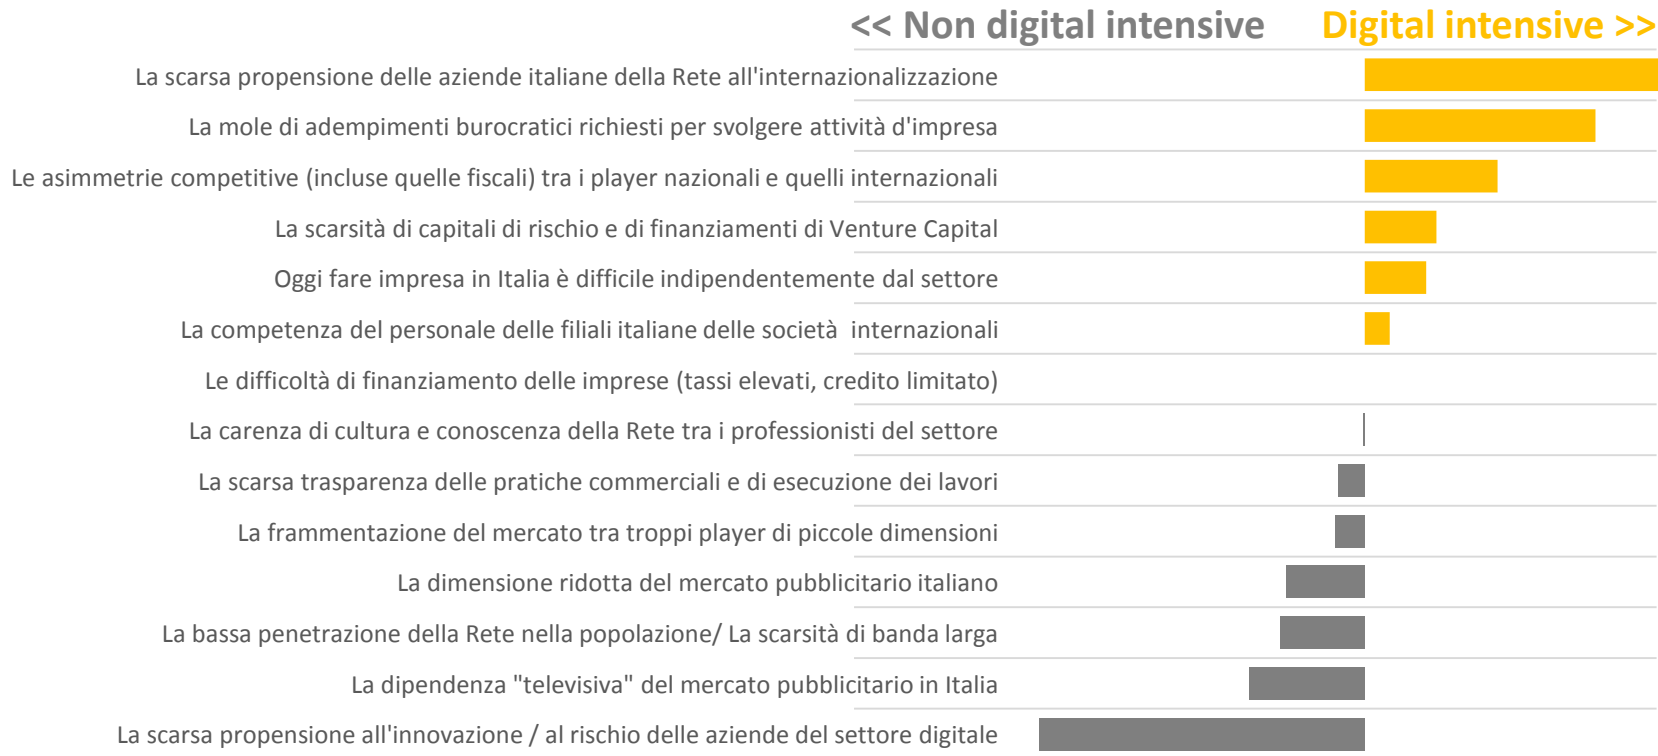 << Non digital intensive Digital intensive >>
La scarsa propensione delle aziende italiane della Rete all'internazionalizzazione
La mole di adempimenti burocratici richiesti per svolgere attività d'impresa
Le asimmetrie competitive (incluse quelle fiscali) tra i player nazionali e quelli internazionali
La scarsità di capitali di rischio e di finanziamenti di Venture Capital
Oggi fare impresa in Italia è difficile indipendentemente dal settore
La competenza del personale delle filiali italiane delle società  internazionali
Le difficoltà di finanziamento delle imprese (tassi elevati, credito limitato)
La carenza di cultura e conoscenza della Rete tra i professionisti del settore
La scarsa trasparenza delle pratiche commerciali e di esecuzione dei lavori
La frammentazione del mercato tra troppi player di piccole dimensioni
La dimensione ridotta del mercato pubblicitario italiano
La bassa penetrazione della Rete nella popolazione/ La scarsità di banda larga
La dipendenza "televisiva" del mercato pubblicitario in Italia
La scarsa propensione all'innovazione / al rischio delle aziende del settore digitale